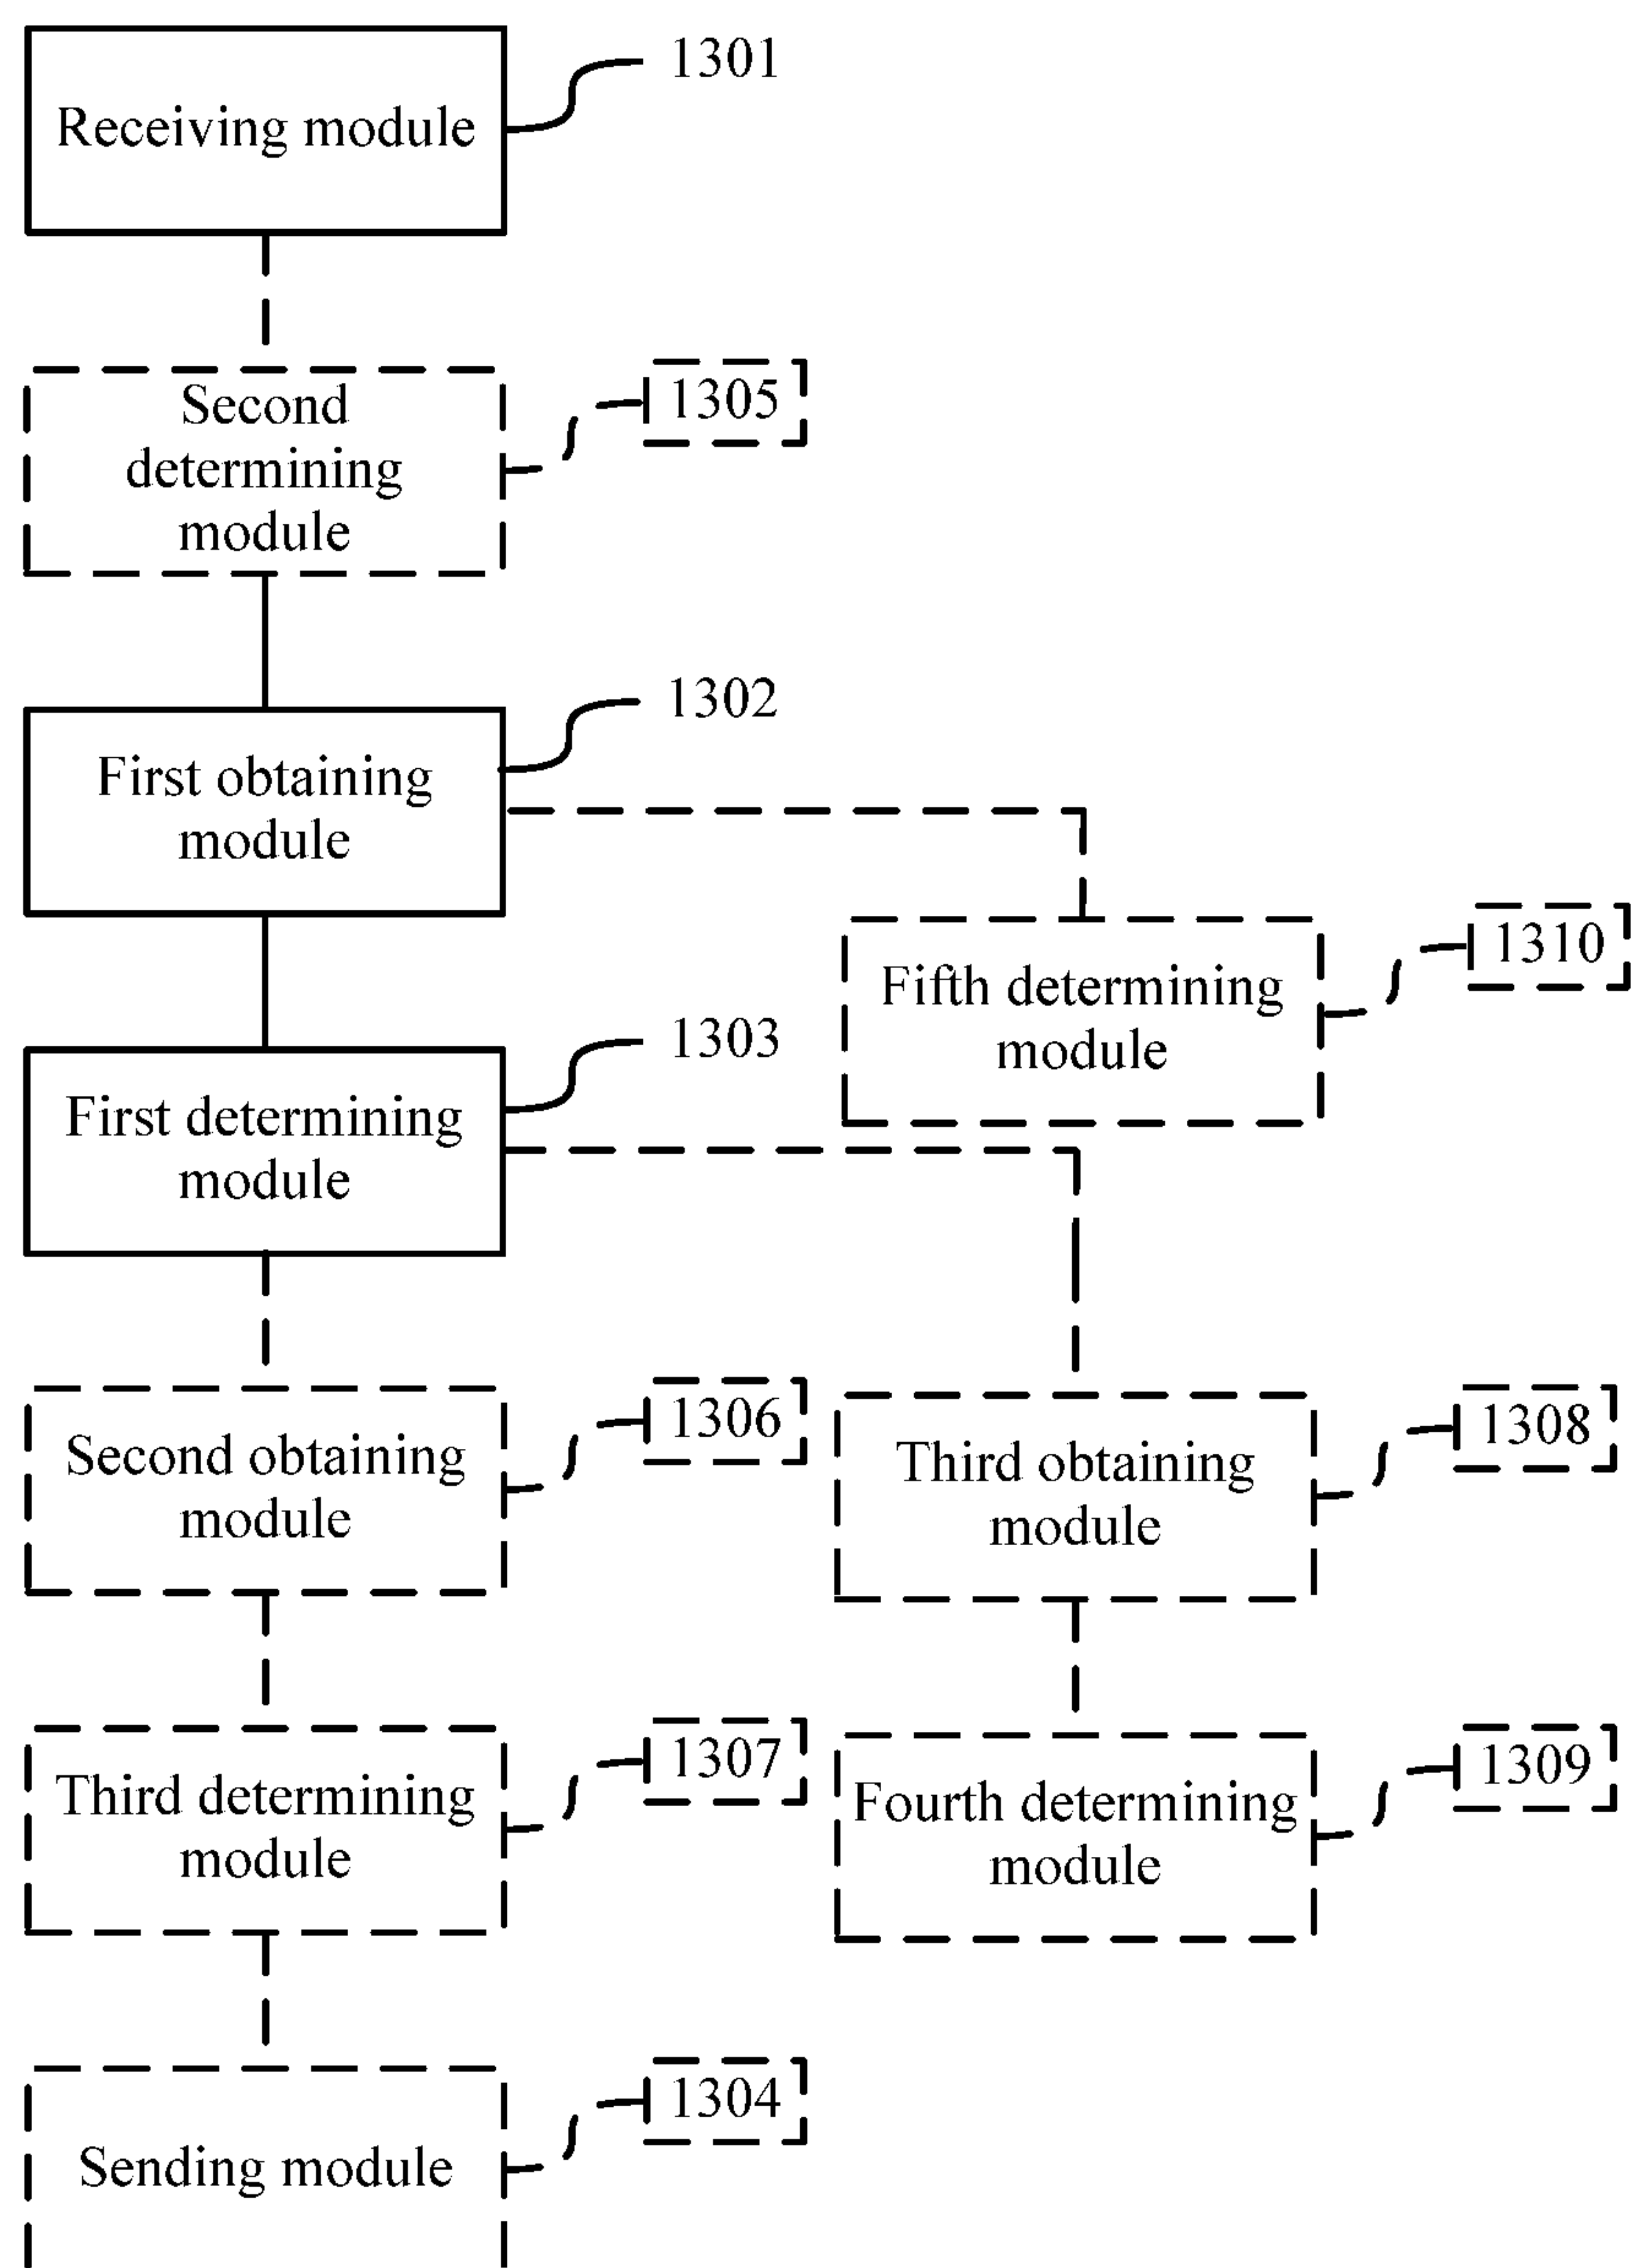 1301
Receiving module
1305
Second
determining
module
1302
First obtaining
module
1310
Fifth determining
module
1303
First determining
module
1306
Second obtaining
module
1308
Third obtaining
module
1307
Third determining
module
1309
Fourth determining
module
1304
Sending module